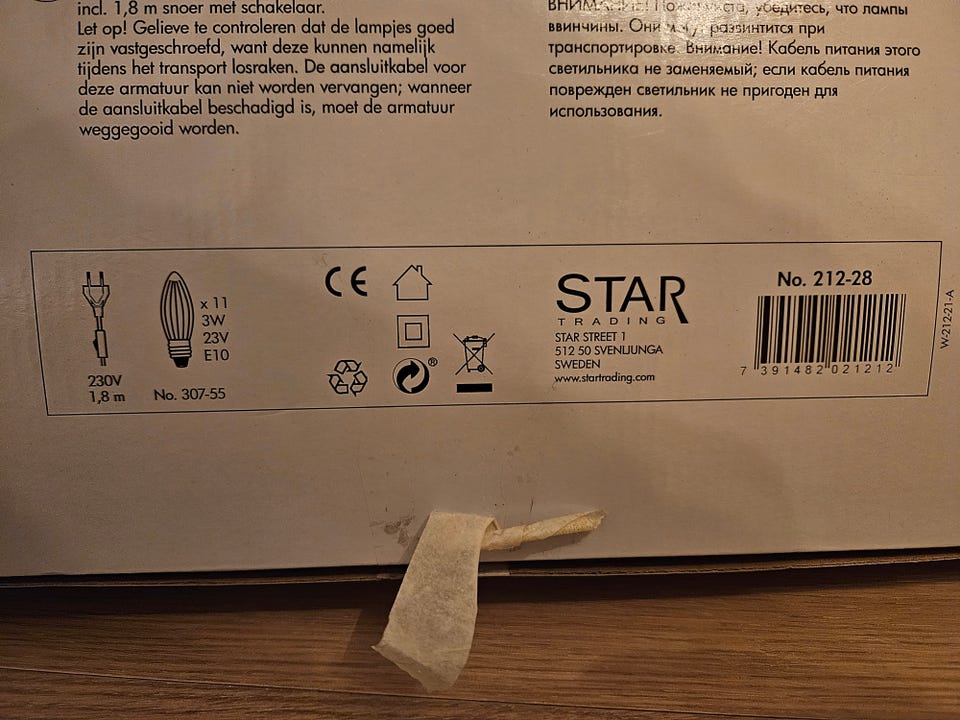 incl. 1,8 m snoer met schakelaar.
Let op! Gelieve te controleren dat de lampjes goed
zijn vastgeschroefd, want deze kunnen namelijk
tijdens het transport losraken. De aansluitkabel voor
deze armatuur kan niet worden vervangen; wanneer
de aansluitkabel beschadigd is, moet de armatuur
weggegooid worden.
ВНИМАНИЕ! Пожалуйста, убедитесь, что лампы
ввинчины. Они могут развинтится при
транспортировке. Внимание! Кабель питания этого
светильника не заменяемый; если кабель питания
поврежден светильник не пригоден для
использования.
230V
1,8 m
x 11
3W
23V
E10
No. 307-55
CE
®
STAR
TRADING
STAR STREET 1
512 50 SVENLJUNGA
SWEDEN
www.startrading.com
No. 212-28
7 391482 021212
W-212-21-A